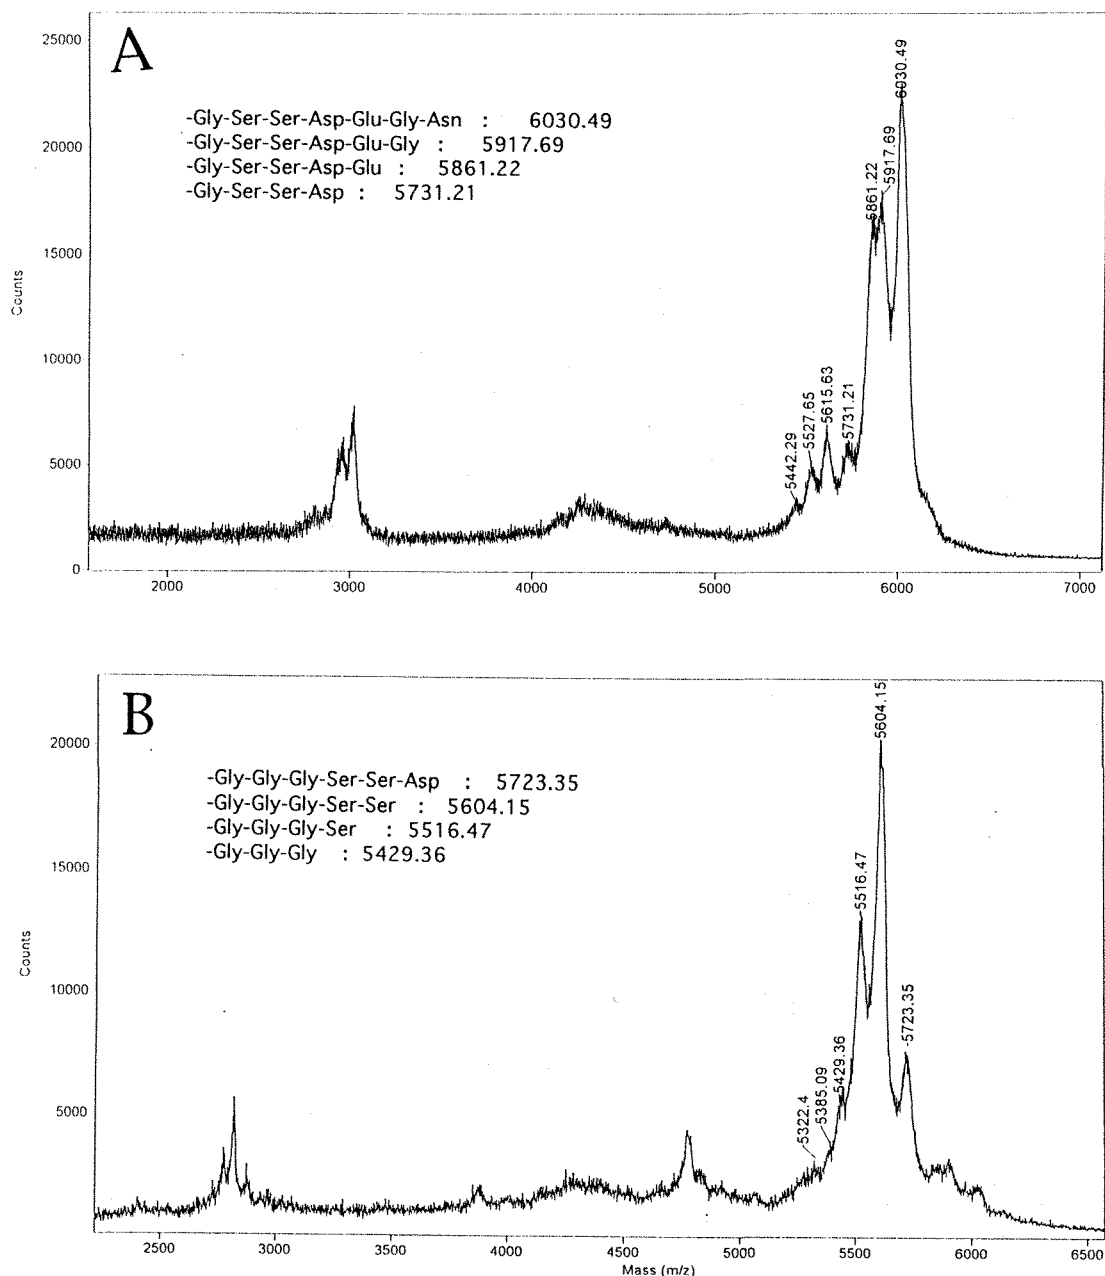 A
25000
20000
15000
10000
5000
0
Counts
-Gly-Ser-Ser-Asp-Glu-Gly-Asn : 6030.49
-Gly-Ser-Ser-Asp-Glu-Gly : 5917.69
-Gly-Ser-Ser-Asp-Glu : 5861.22
-Gly-Ser-Ser-Asp : 5731.21
5442.29
5527.65
5615.63
5731.21
5861.22
5917.69
6030.49
2000 3000 4000 5000 6000 7000
B
20000
15000
10000
5000
Counts
-Gly-Gly-Gly-Ser-Ser-Asp : 5723.35
-Gly-Gly-Gly-Ser-Ser : 5604.15
-Gly-Gly-Gly-Ser : 5516.47
-Gly-Gly-Gly : 5429.36
5322.4
5385.09
5429.36
5516.47
5604.15
5723.35
2500 3000 3500 4000 4500 5000 5500 6000 6500
Mass (m/z)